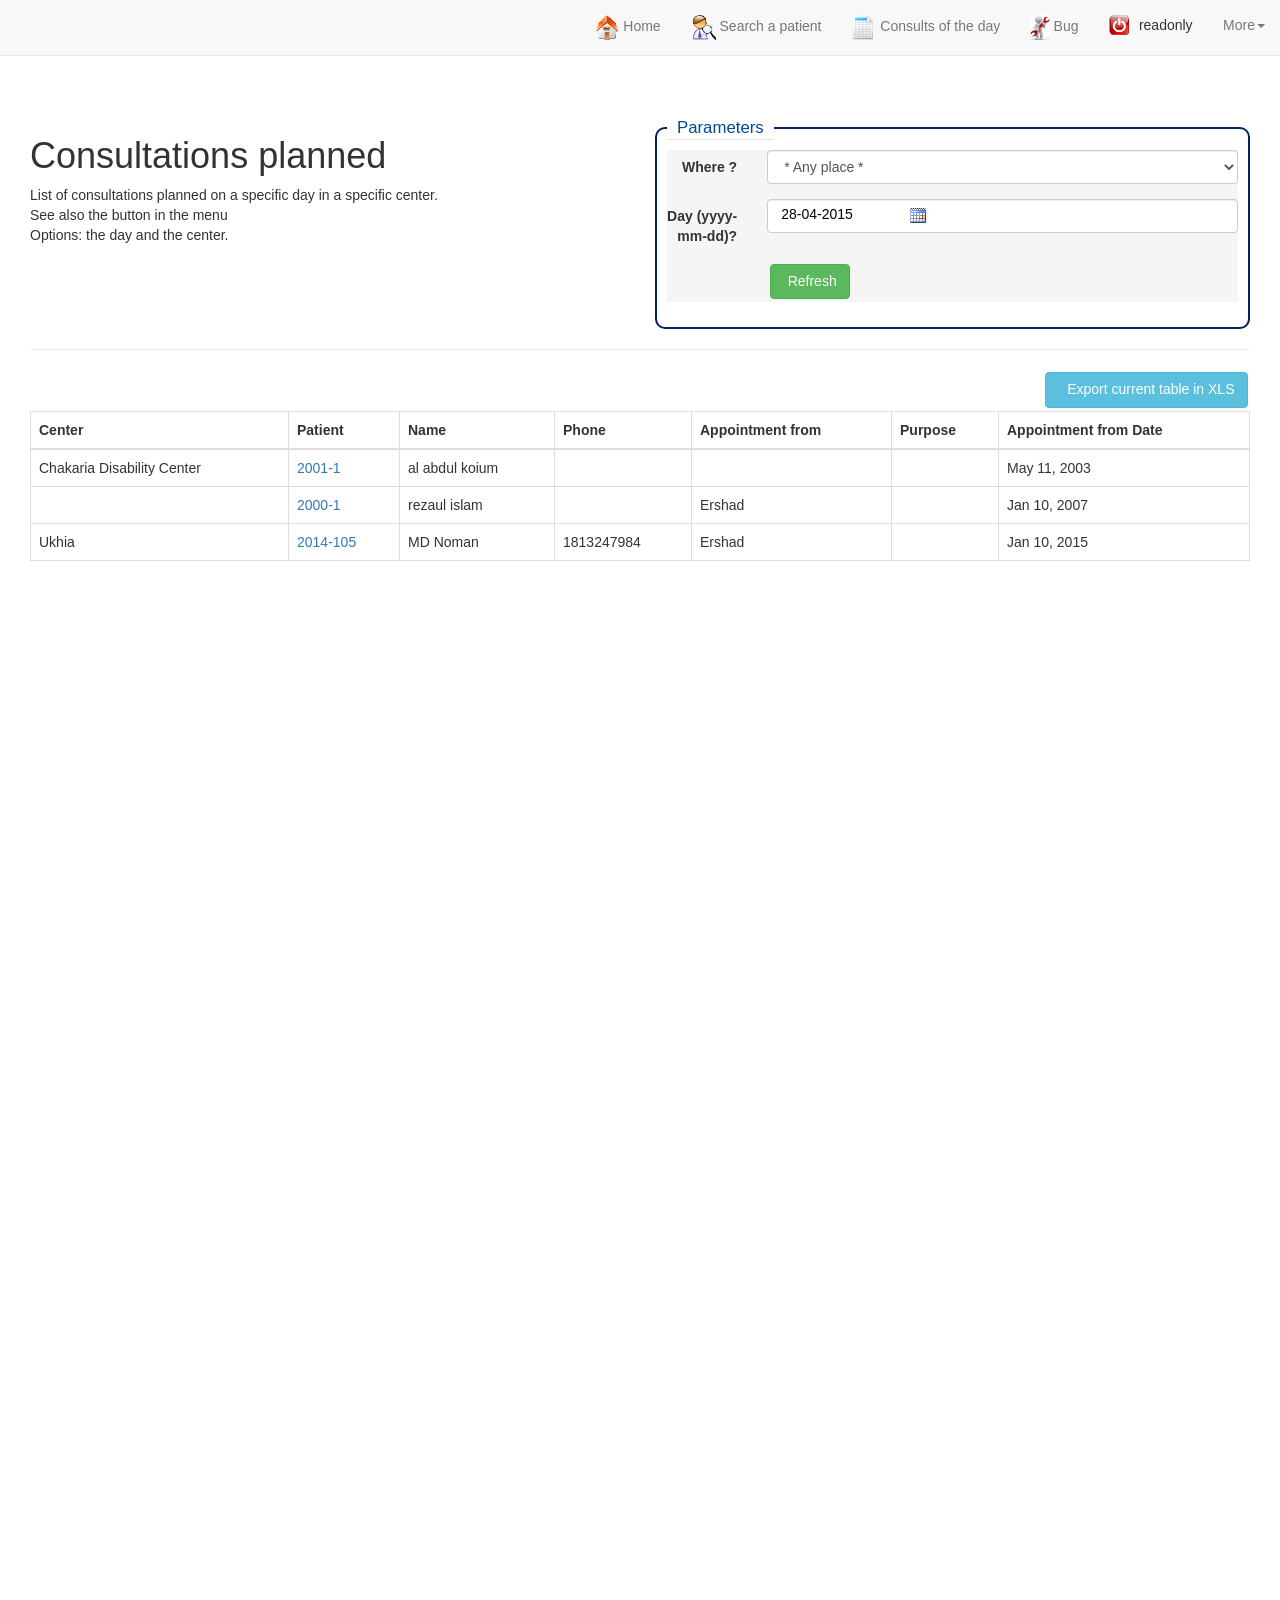 Home
Search a patient
Consults of the day
Bug
readonly
More
Consultations planned
List of consultations planned on a specific day in a specific center.
See also the button in the menu
Options: the day and the center.
Parameters
Where ?
* Any place *
Day (yyyy-
mm-dd)?
28-04-2015
Refresh
Export current table in XLS
Center Patient Name Phone Appointment from Purpose Appointment from Date
Chakaria Disability Center 2001-1 al abdul koium May 11, 2003
2000-1 rezaul islam Ershad Jan 10, 2007
Ukhia 2014-105 MD Noman 1813247984 Ershad Jan 10, 2015